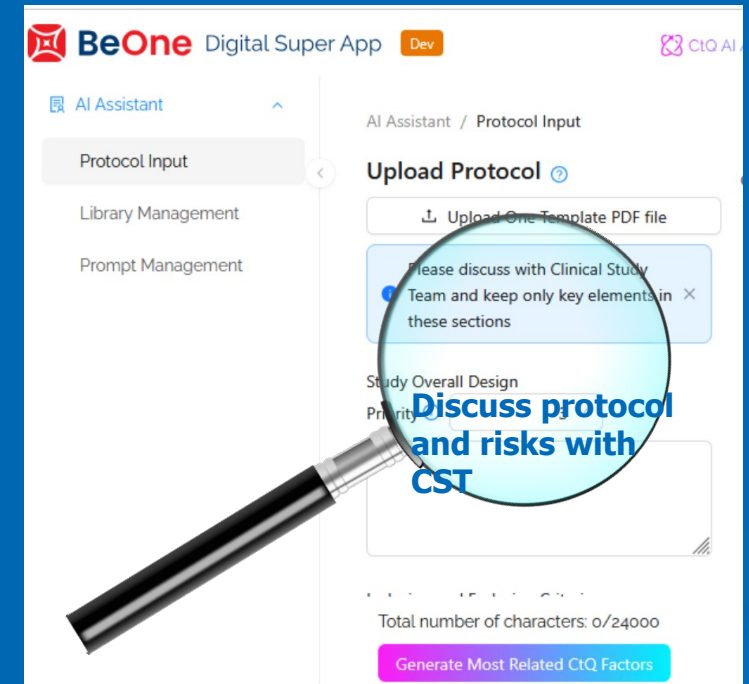 BeOne Digital Super App Dev
CtQ AI
AI Assistant
AI Assistant / Protocol Input
Protocol Input
Upload Protocol
Library Management
Upload One Template PDF file
Prompt Management
Please discuss with Clinical Study
Team and keep only key elements in
these sections
Study Overall Design
Priority
3
Discuss protocol
and risks with
CST
Total number of characters: 0/24000
Generate Most Related CtQ Factors